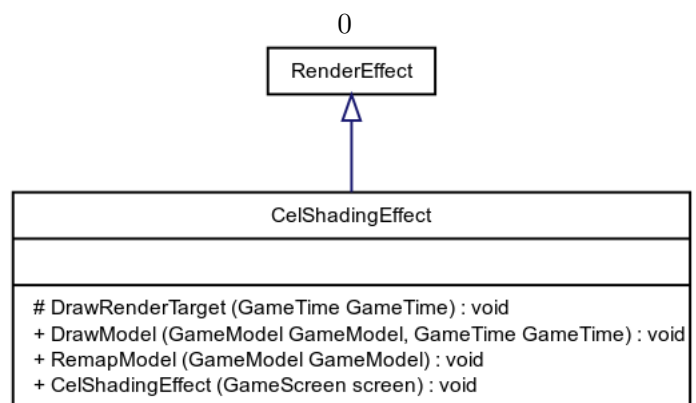 0
RenderEffect
CelShadingEffect
# DrawRenderTarget (GameTime GameTime) : void
+ DrawModel (GameModel GameModel, GameTime GameTime) : void
+ RemapModel (GameModel GameModel) : void
+ CelShadingEffect (GameScreen screen) : void